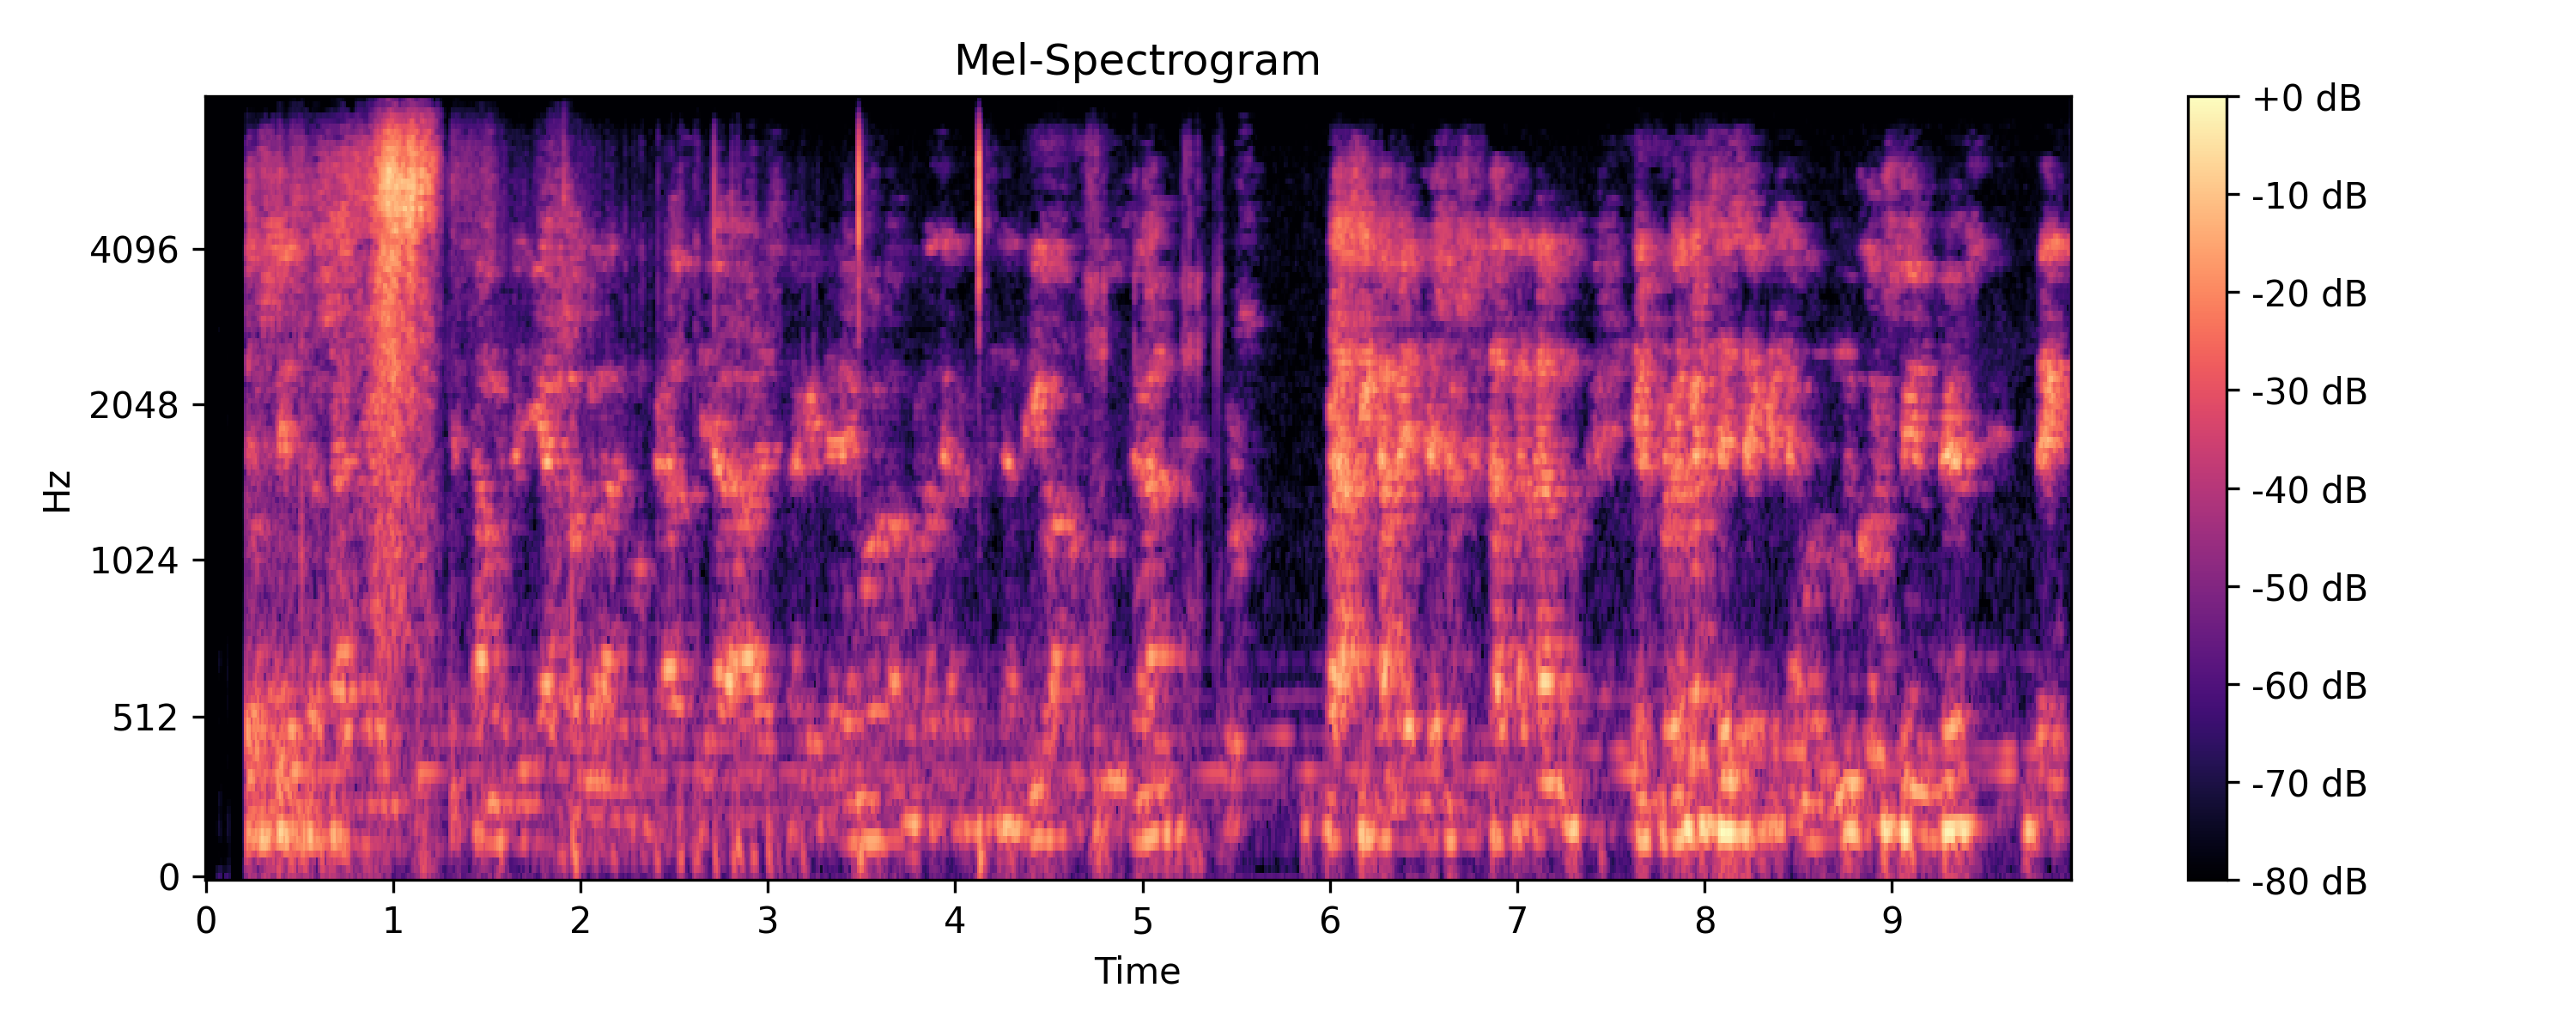 Mel-Spectrogram
+0 dB
-10 dB
-20 dB
-30 dB
-40 dB
-50 dB
-60 dB
-70 dB
-80 dB
Hz
4096
2048
1024
512
0
0 1 2 3 4 5 6 7 8 9
Time